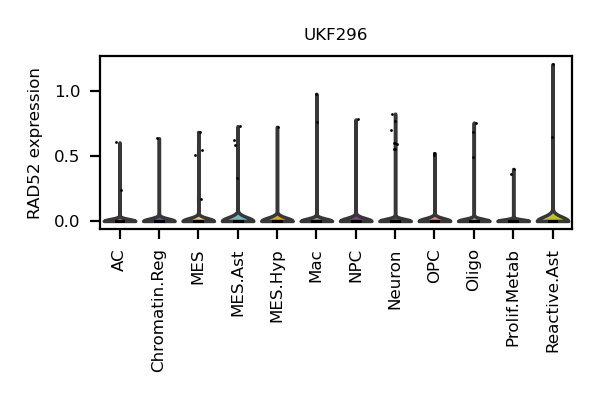 UKF296
RAD52 expression
1.0
0.5
0.0
AC
Chromatin.Reg
MES
MES.Ast
MES.Hyp
Mac
NPC
Neuron
OPC
Oligo
Prolif.Metab
Reactive.Ast